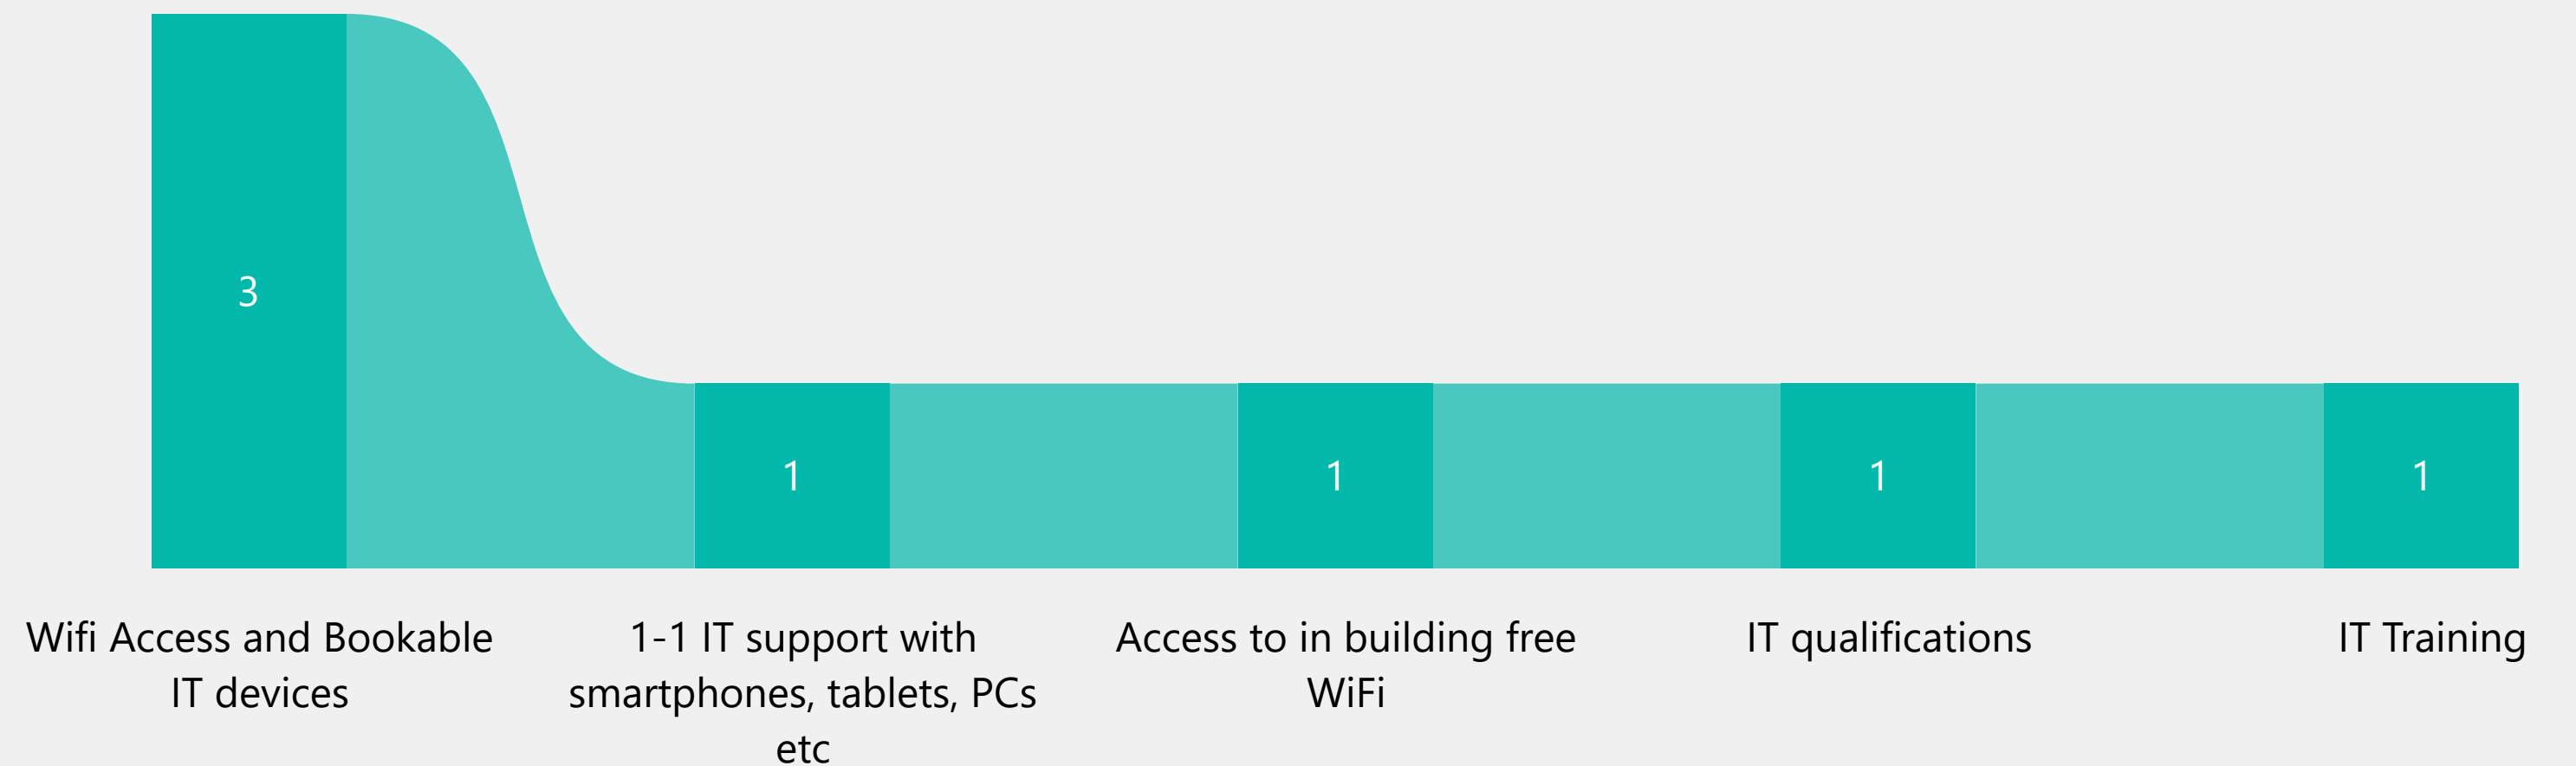 3
1
1
1
1
Wifi Access and Bookable
IT devices
1-1 IT support with
smartphones, tablets, PCs
etc
Access to in building free
WiFi
IT qualifications
IT Training